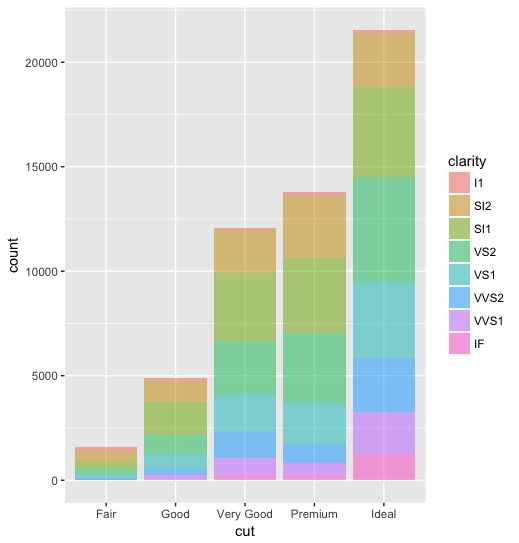 count
20000
15000
10000
5000
0
Fair Good Very Good Premium Ideal
cut
clarity
I1
SI2
SI1
VS2
VS1
VVS2
VVS1
IF